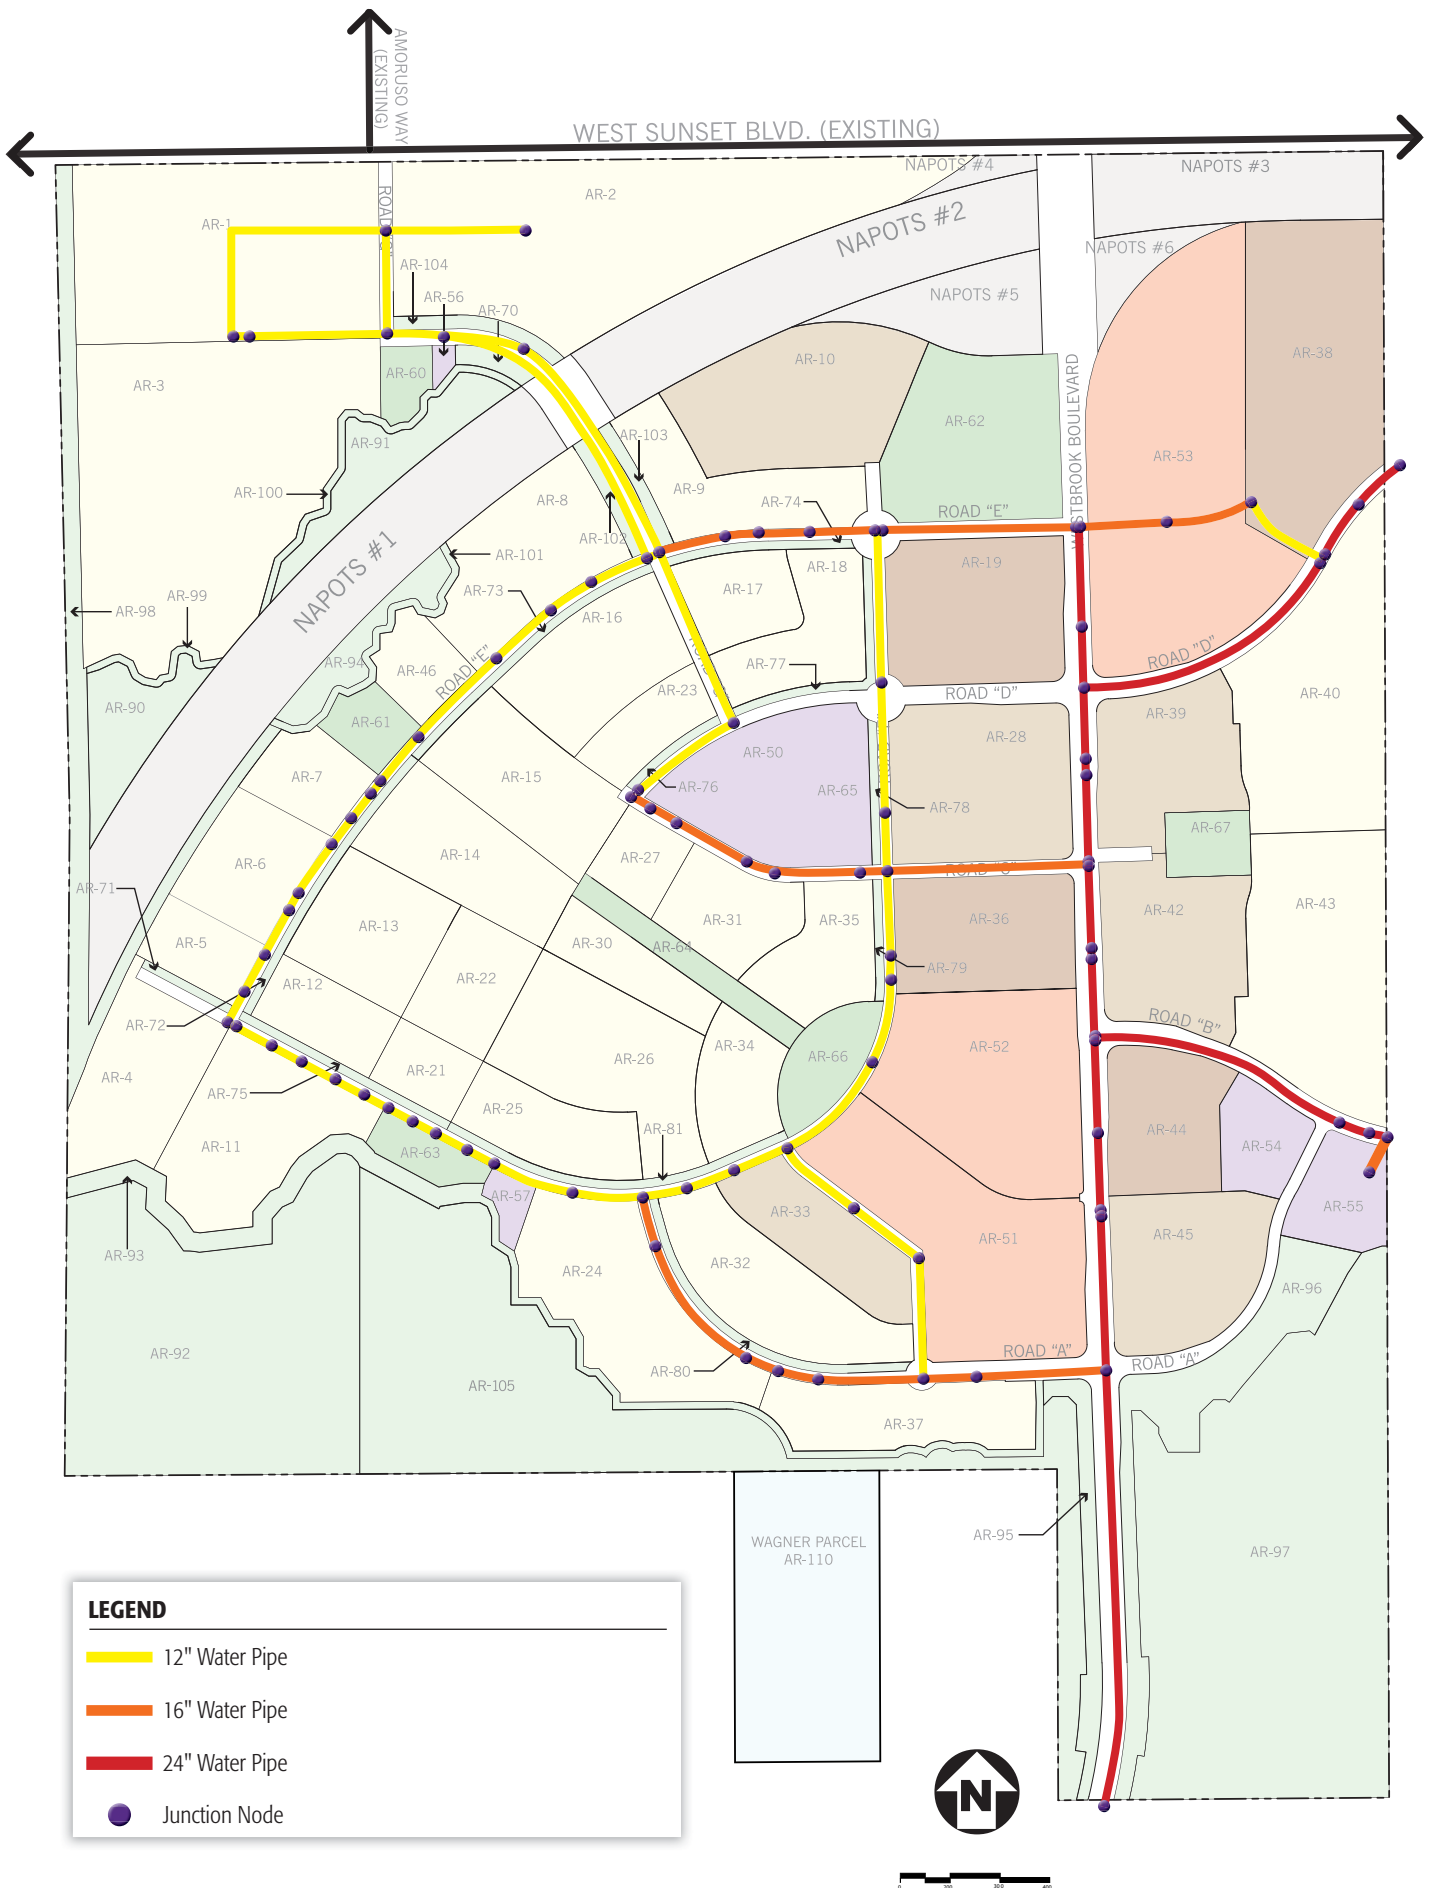 AMORUSO WAY
(EXISTING)
WEST SUNSET BLVD. (EXISTING)
NAPOTS #4
NAPOTS #3
ROAD
AR-2
AR-1
NAPOTS #2
NAPOTS #6
AR-104
AR-56
AR-70
NAPOTS #5
AR-10
AR-38
AR-3
AR-60
WESTBROOK BOULEVARD
AR-62
AR-91
AR-103
AR-53
AR-100
AR-8
AR-9
AR-74
ROAD "E"
NAPOTS #1
AR-102
AR-101
AR-18
AR-19
AR-73
AR-17
AR-99
AR-98
AR-16
ROAD "D"
AR-94
AR-46
ROAD "E"
AR-77
AR-23
ROAD "D"
AR-40
AR-90
AR-61
AR-39
AR-28
AR-50
AR-7
AR-15
AR-76
AR-65
AR-78
AR-67
AR-14
AR-27
AR-6
ROAD "C"
AR-71
AR-43
AR-42
AR-13
AR-31
AR-35
AR-36
AR-5
AR-30
AR-64
AR-79
AR-22
AR-12
ROAD "B"
AR-72
AR-34
AR-52
AR-26
AR-66
AR-4
AR-21
AR-75
AR-25
AR-81
AR-44
AR-11
AR-63
AR-54
AR-57
AR-33
AR-55
AR-51
AR-45
AR-93
AR-32
AR-24
AR-96
AR-92
ROAD "A"
ROAD "A"
AR-80
AR-105
AR-37
AR-95
WAGNER PARCEL
AR-110
AR-97
LEGEND
12" Water Pipe
16" Water Pipe
24" Water Pipe
Junction Node
N